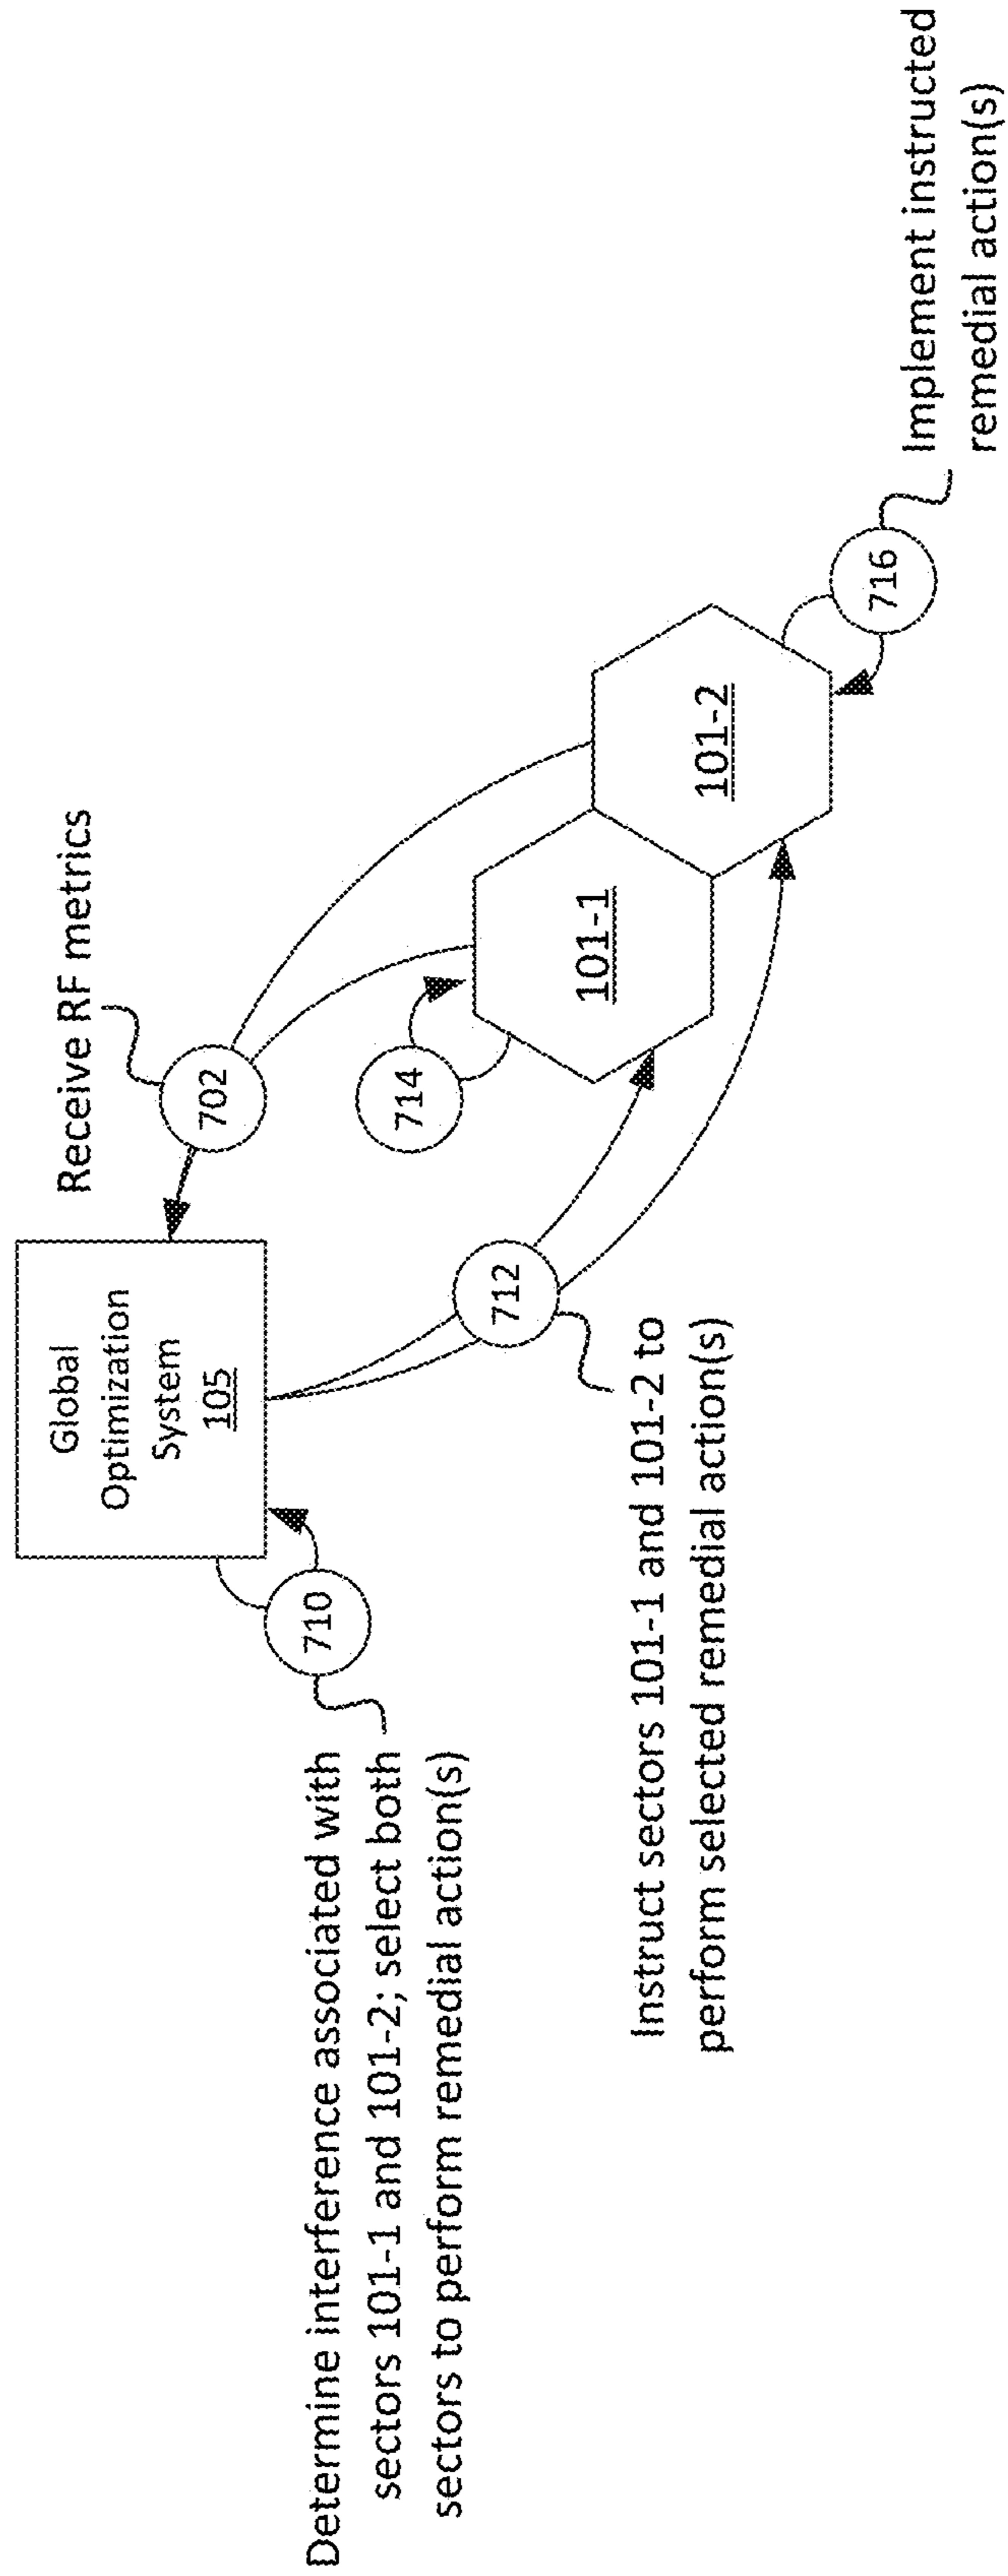 Global
Optimization
System
105
Receive RF metrics
702
710
Determine interference associated with
sectors 101-1 and 101-2; select both
sectors to perform remedial action(s)
714
712
Instruct sectors 101-1 and 101-2 to
perform selected remedial action(s)
101-1
101-2
716
Implement instructed
remedial action(s)